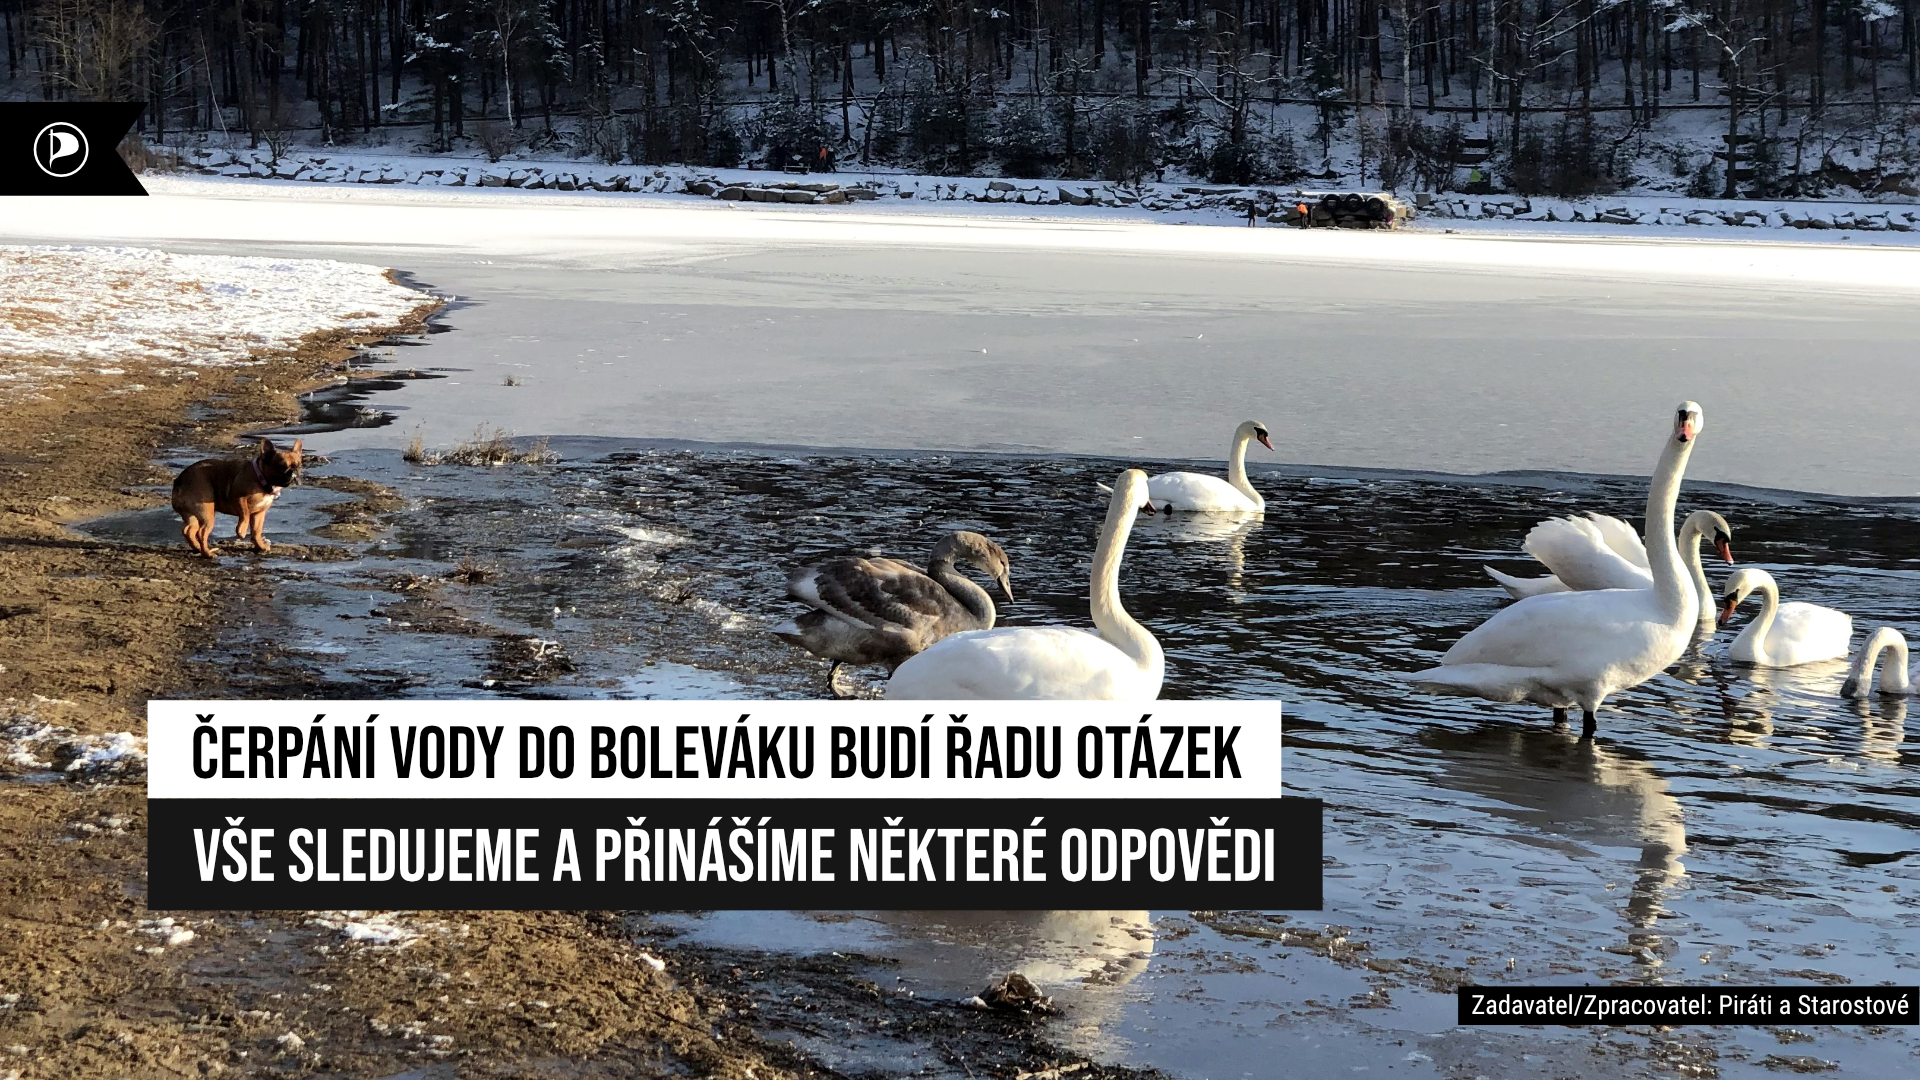 ČERPÁNÍ VODY DO BOLEVÁKU BUDÍ ŘADU OTÁZEK
VŠE SLEDUJEME A PŘINÁŠÍME NĚKTERÉ ODPOVĚDI
Zadavatel/Zpracovatel: Piráti a Starostové